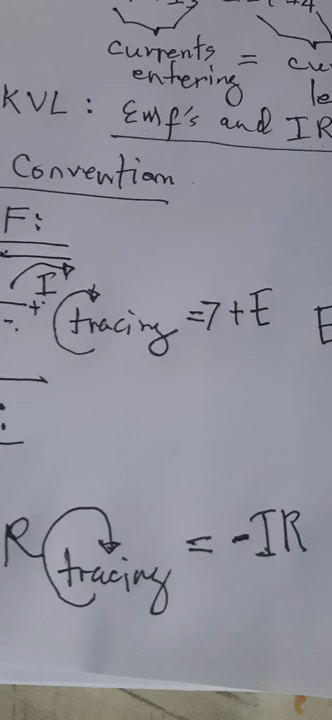 currents = cu
entering le
KVL: Emf's and IR
Convention
F:
I
+
-. tracing => +E E
:
R tracing = -IR